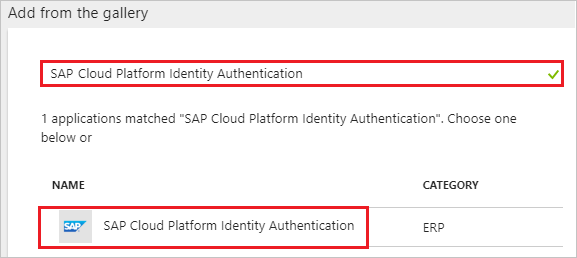 Add from the gallery
SAP Cloud Platform Identity Authentication
1 applications matched "SAP Cloud Platform Identity Authentication". Choose one
below or
NAME CATEGORY
SAP SAP Cloud Platform Identity Authentication ERP